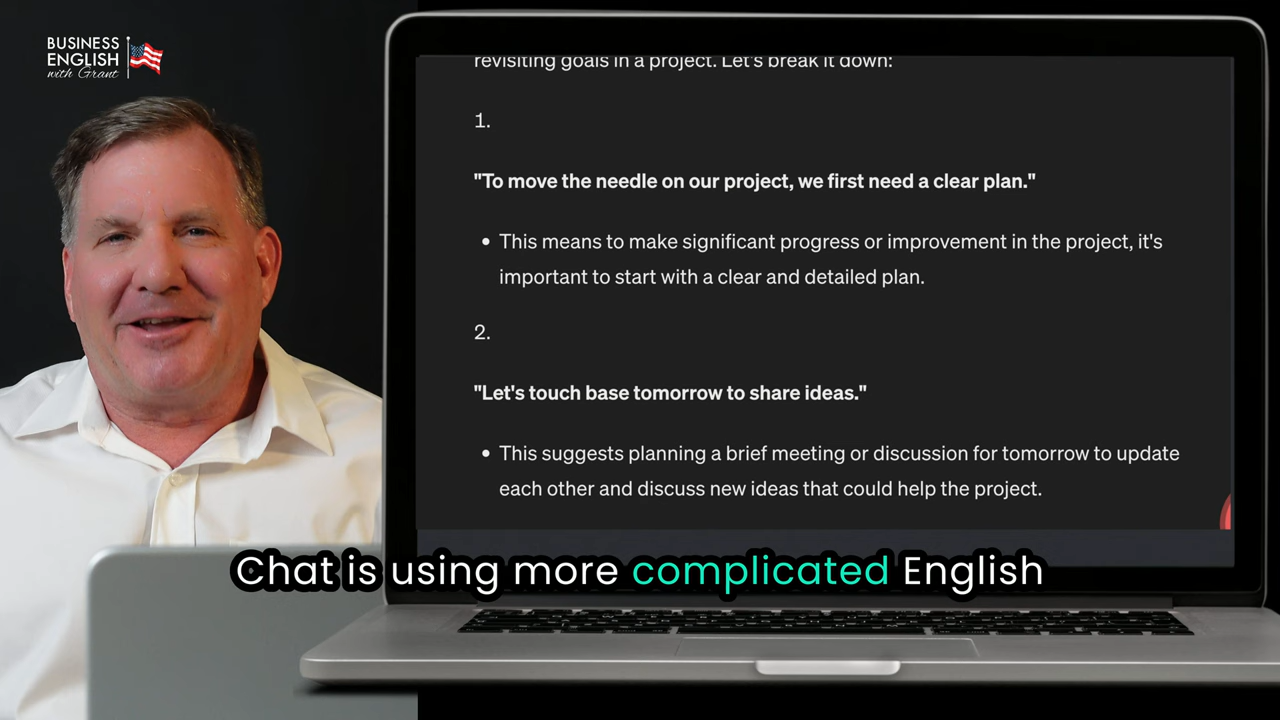 BUSINESS
ENGLISH
with Grant
revisiting goals in a project. Let's break it down:
1.
"To move the needle on our project, we first need a clear plan."
• This means to make significant progress or improvement in the project, it's
important to start with a clear and detailed plan.
2.
"Let's touch base tomorrow to share ideas."
• This suggests planning a brief meeting or discussion for tomorrow to update
each other and discuss new ideas that could help the project.
Chat is using more complicated English